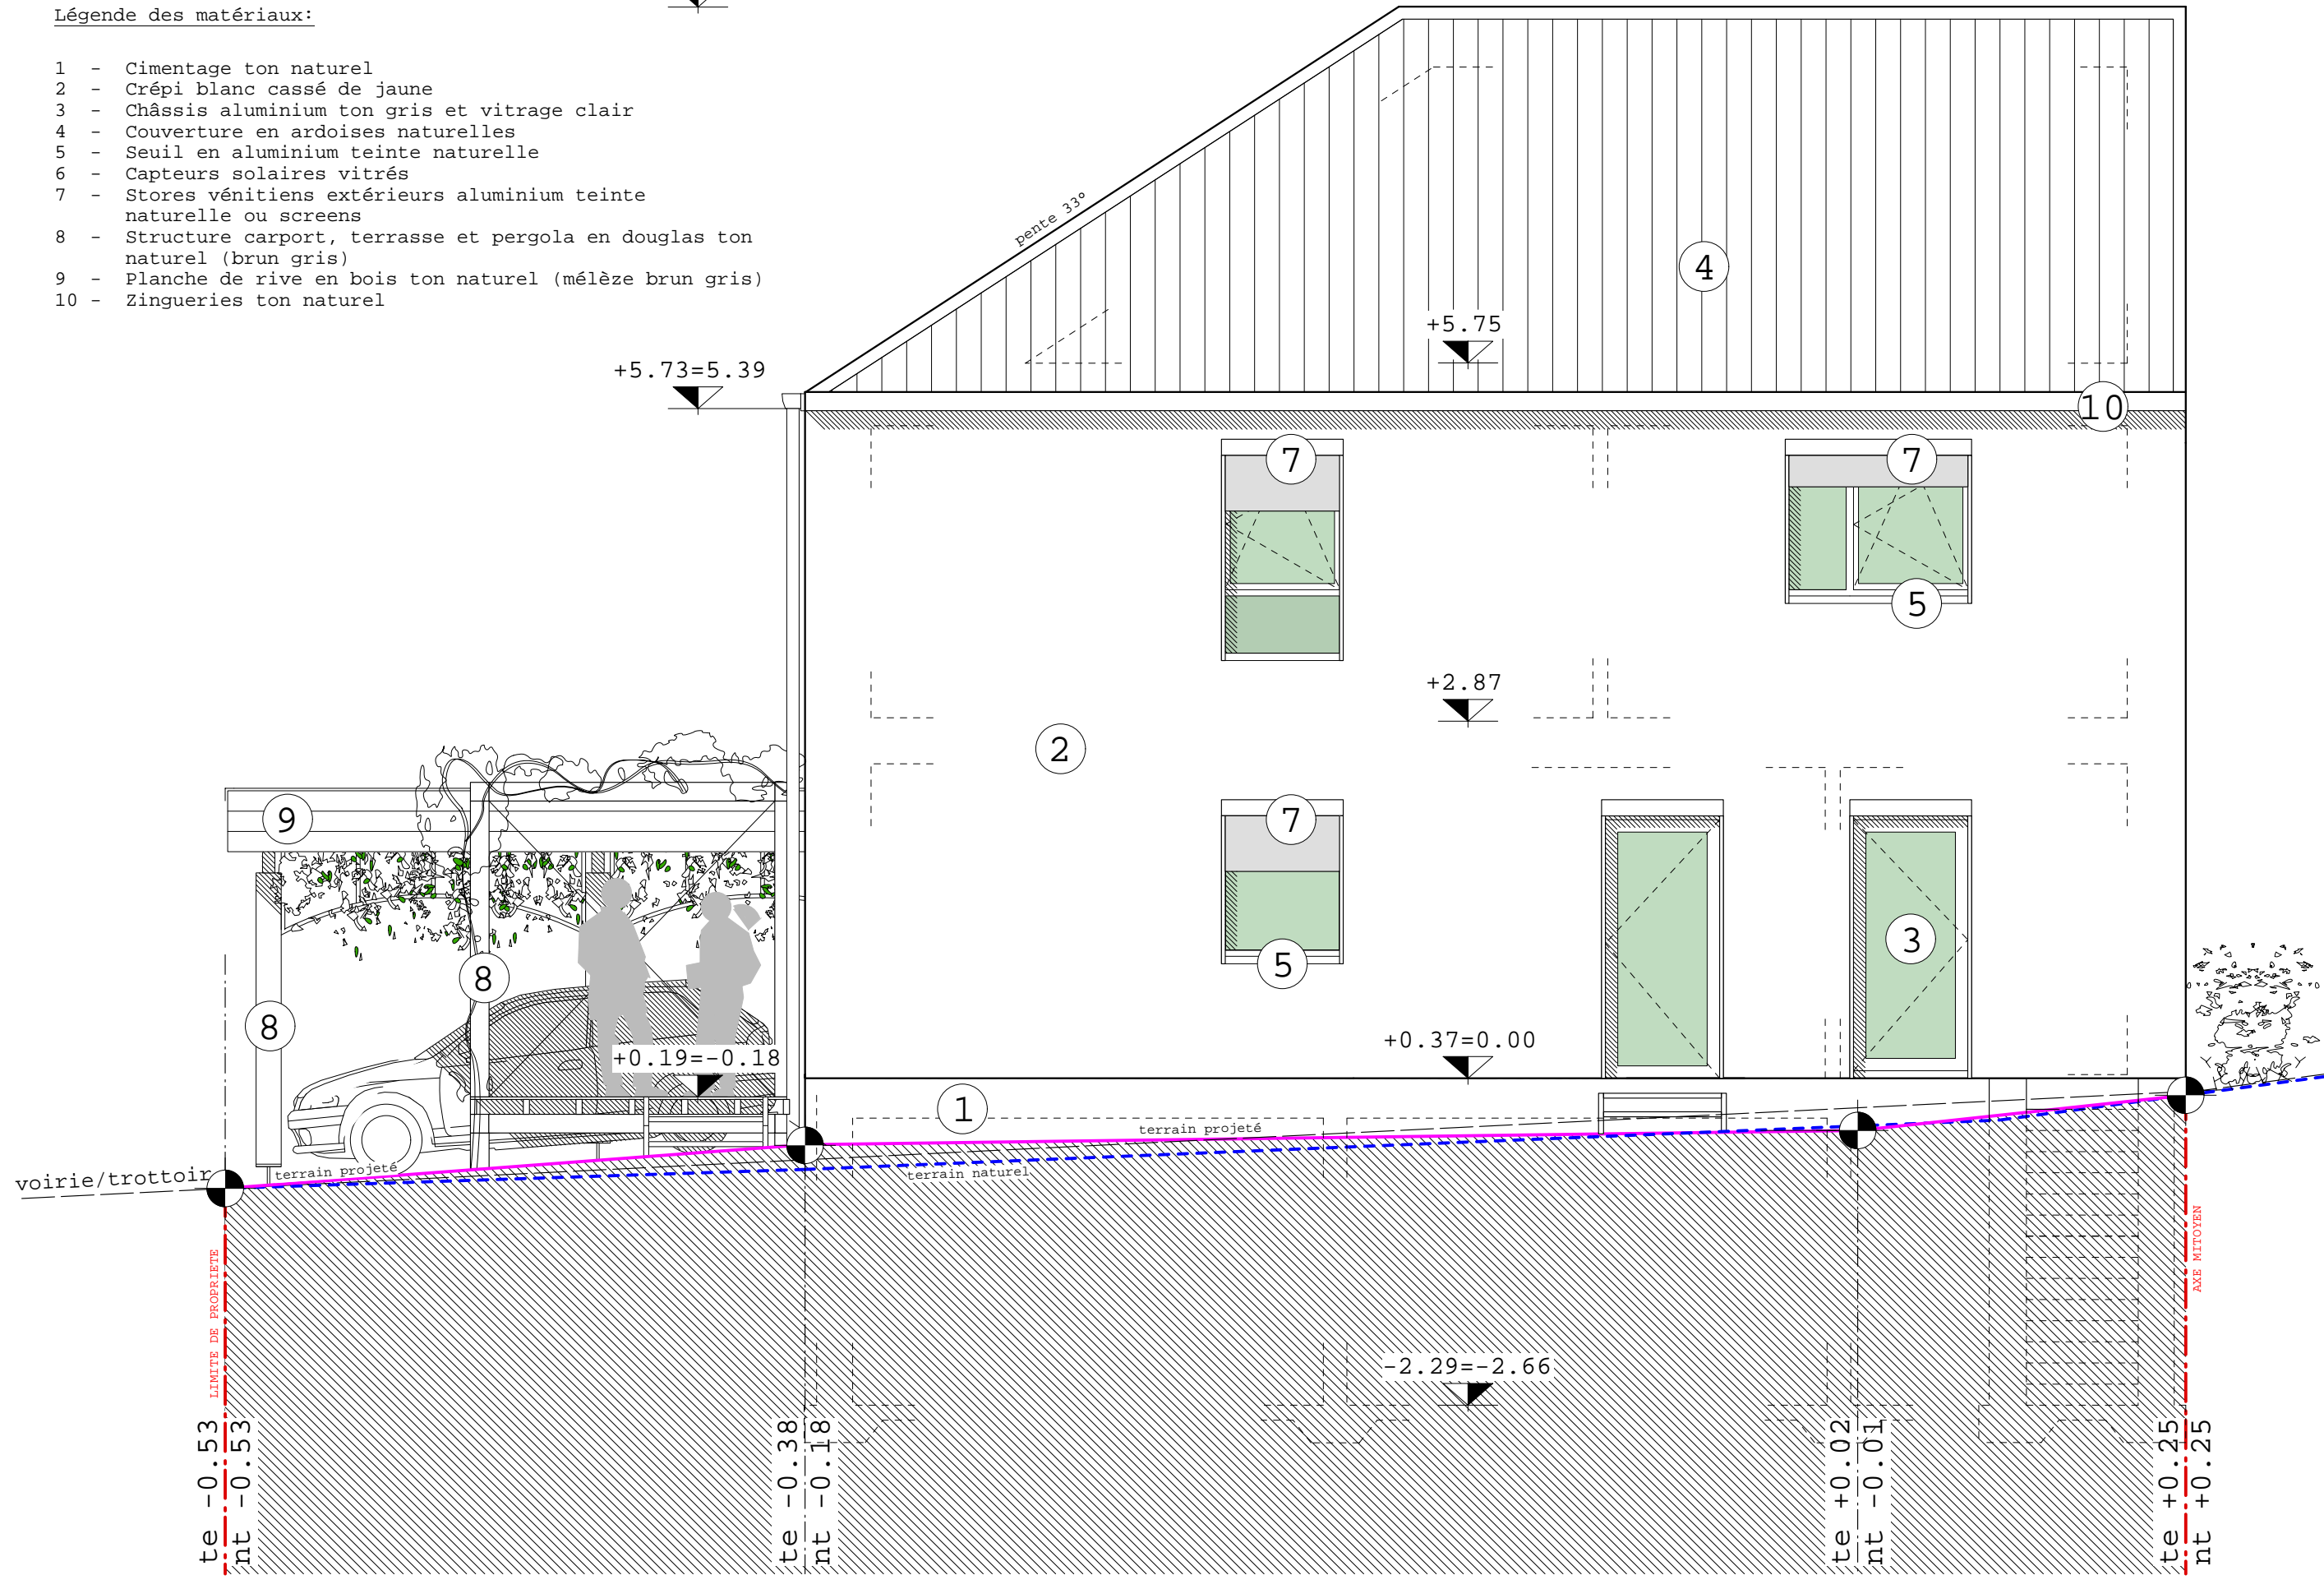 Légende des matériaux:
1 - Cimentage ton naturel
2 - Crépi blanc cassé de jaune
3 - Châssis aluminium ton gris et vitrage clair
4 - Couverture en ardoises naturelles
5 - Seuil en aluminium teinte naturelle
6 - Capteurs solaires vitrés
7 - Stores vénitiens extérieurs aluminium teinte
naturelle ou screens
8 - Structure carport, terrasse et pergola en douglas ton
naturel (brun gris)
9 - Planche de rive en bois ton naturel (mélèze brun gris)
10 - Zingueries ton naturel
pente 33°
4
+5.75
+5.73=5.39
10
7
7
5
+2.87
2
9
7
3
5
8
8
+0.37=0.00
+0.19=-0.18
1
terrain projeté
voirie/trottoir
terrain projeté
terrain naturel
LIMITE DE PROPRIETE
AXE MITOYEN
-2.29=-2.66
te -0.53
nt -0.53
te -0.38
nt -0.18
te +0.02
nt -0.01
te +0.25
nt +0.25